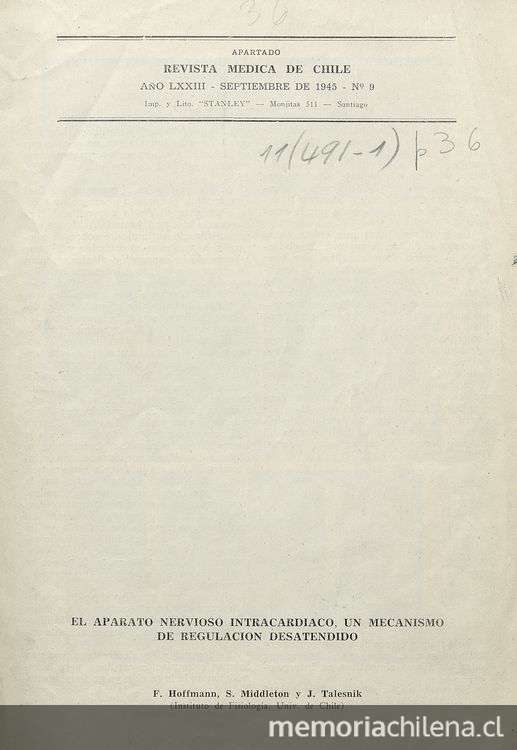 36
APARTADO
REVISTA MEDICA DE CHILE
AÑO LXXIII - SEPTIEMBRE DE 1945 - Nº 9
Imp. y Lito. "STANLEY" — Monjitas 511 — Santiago
11(491-1) p36
EL APARATO NERVIOSO INTRACARDIACO, UN MECANISMO
DE REGULACION DESATENDIDO
F. Hoffmann, S. Middleton y J. Talesnik
(Instituto de Fisiología, Univ. de Chile)
memoriachilena.cl